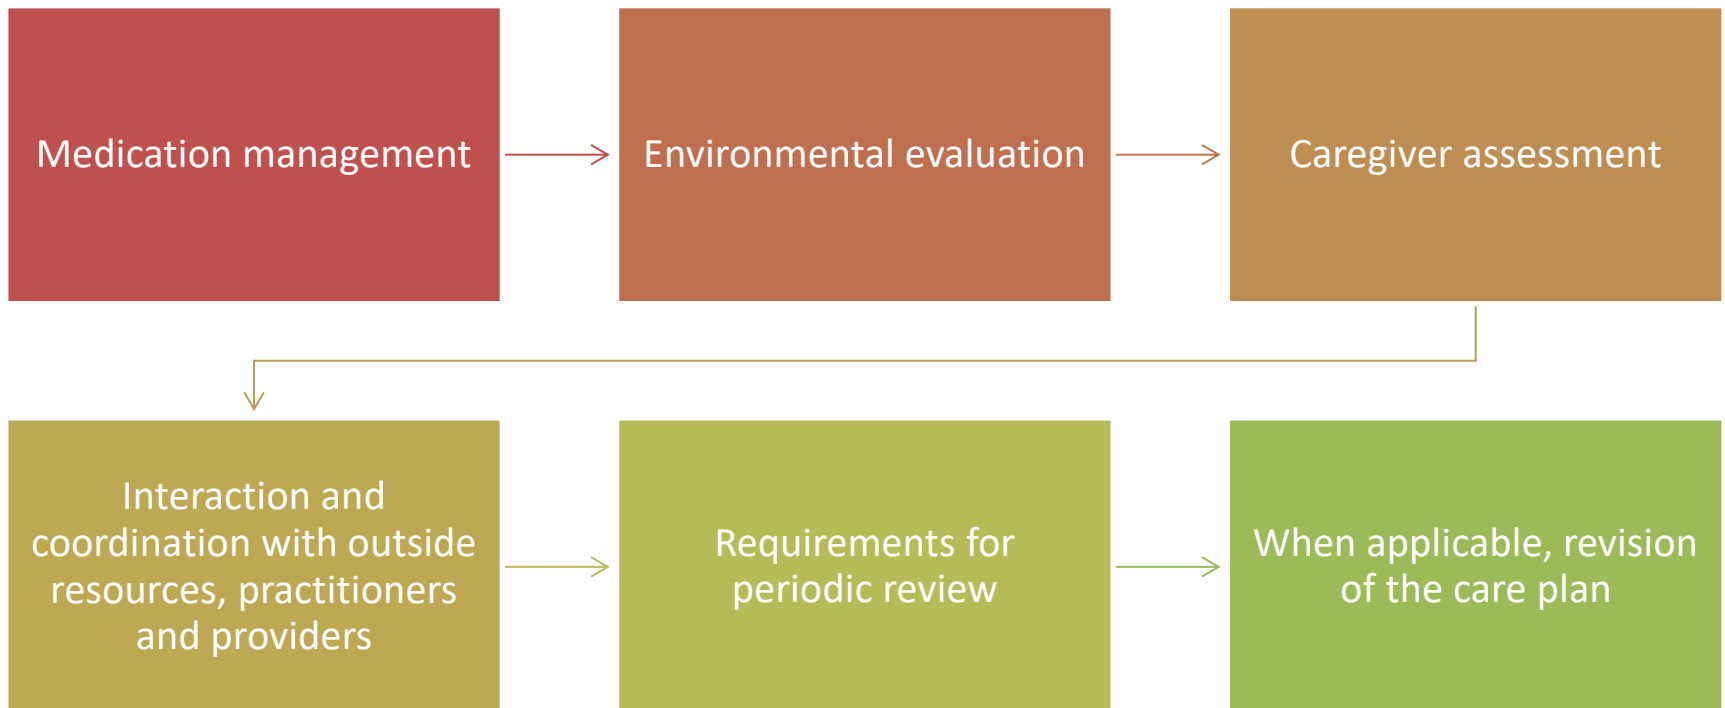 Medication management
Environmental evaluation
Caregiver assessment
Interaction and
coordination with outside
resources, practitioners
and providers
Requirements for
periodic review
When applicable, revision
of the care plan